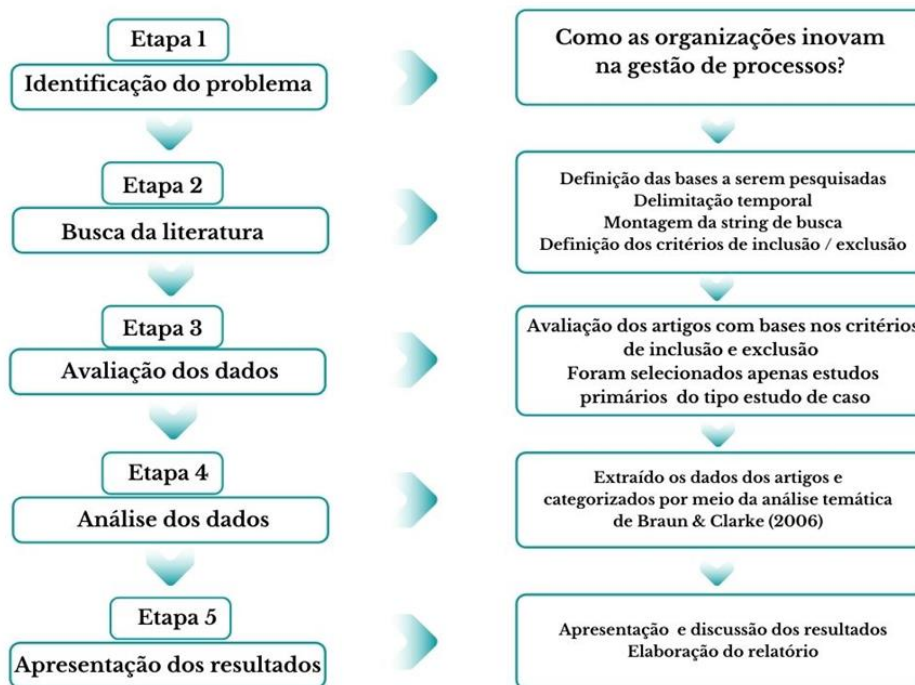 Etapa 1
Identificação do problema
Como as organizações inovam
na gestão de processos?
Etapa 2
Busca da literatura
Definição das bases a serem pesquisadas
Delimitação temporal
Montagem da string de busca
Definição dos critérios de inclusão / exclusão
Etapa 3
Avaliação dos dados
Avaliação dos artigos com bases nos critérios
de inclusão e exclusão
Foram selecionados apenas estudos
primários do tipo estudo de caso
Etapa 4
Análise dos dados
Extraído os dados dos artigos e
categorizados por meio da análise temática
de Braun & Clarke (2006)
Etapa 5
Apresentação dos resultados
Apresentação e discussão dos resultados
Elaboração do relatório